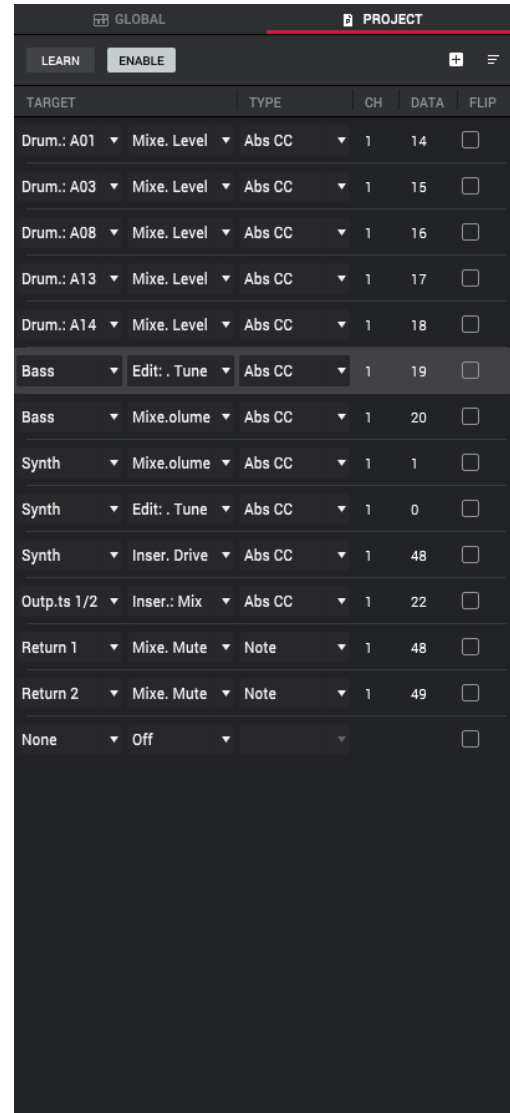 GLOBAL PROJECT
LEARN ENABLE
TARGET TYPE CH DATA FLIP
Drum.: A01 Mixe. Level Abs CC 1 14
Drum.: A03 Mixe. Level Abs CC 1 15
Drum.: A08 Mixe. Level Abs CC 1 16
Drum.: A13 Mixe. Level Abs CC 1 17
Drum.: A14 Mixe. Level Abs CC 1 18
Bass Edit: . Tune Abs CC 1 19
Bass Mixe.olume Abs CC 1 20
Synth Mixe.olume Abs CC 1 1
Synth Edit: . Tune Abs CC 1 0
Synth Inser. Drive Abs CC 1 48
Outp.ts 1/2 Inser.: Mix Abs CC 1 22
Return 1 Mixe. Mute Note 1 48
Return 2 Mixe. Mute Note 1 49
None Off